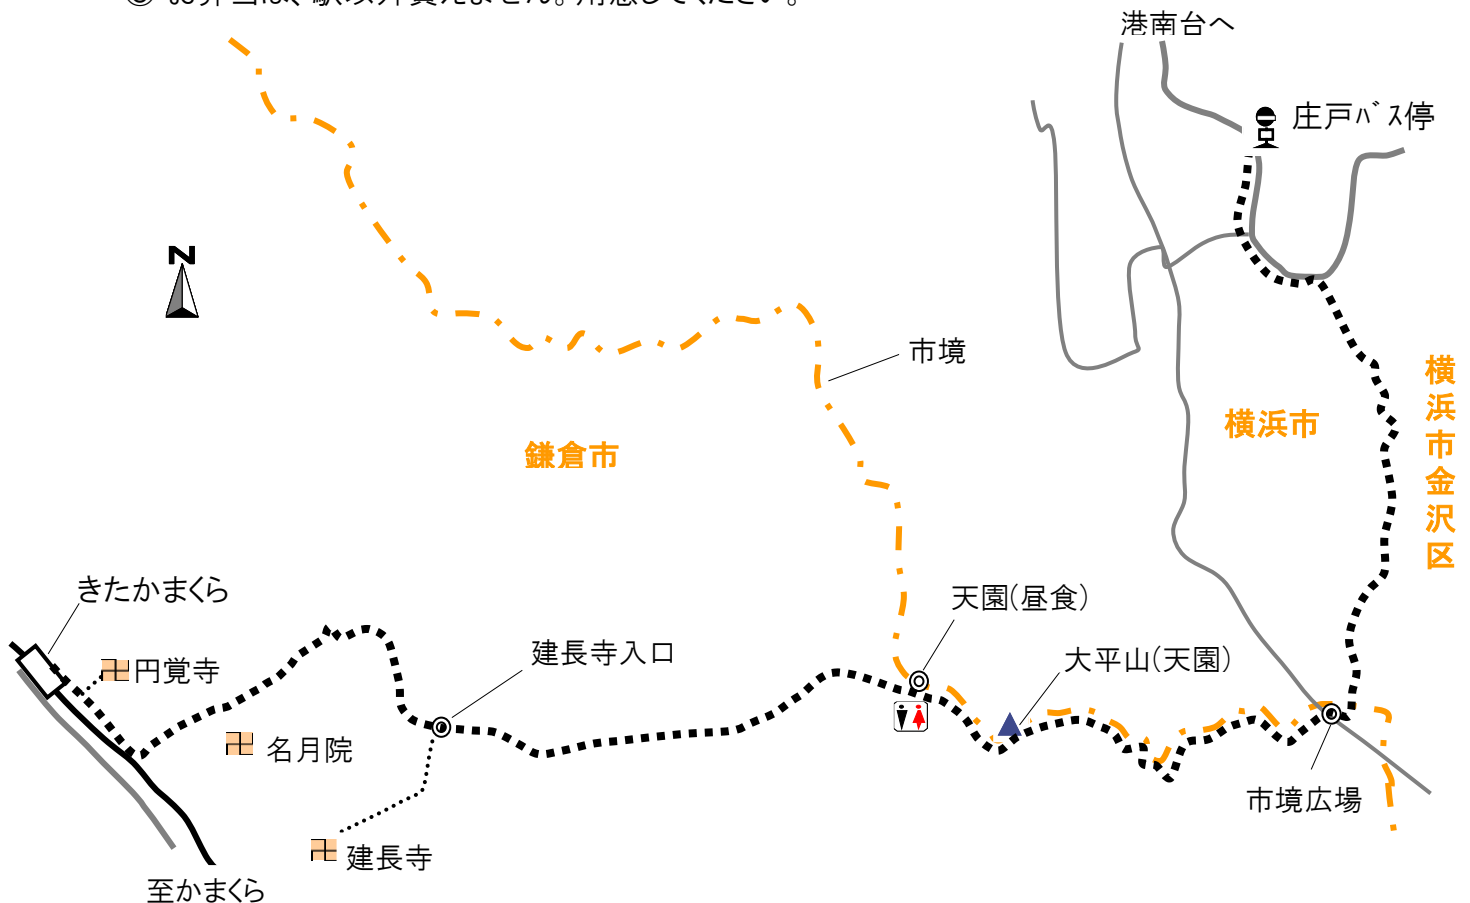 港南台へ
庄戸バス停
N
市境
横浜市金沢区
横浜市
鎌倉市
きたかまくら
天園(昼食)
建長寺入口
大平山(天園)
円覚寺
名月院
市境広場
建長寺
至かまくら